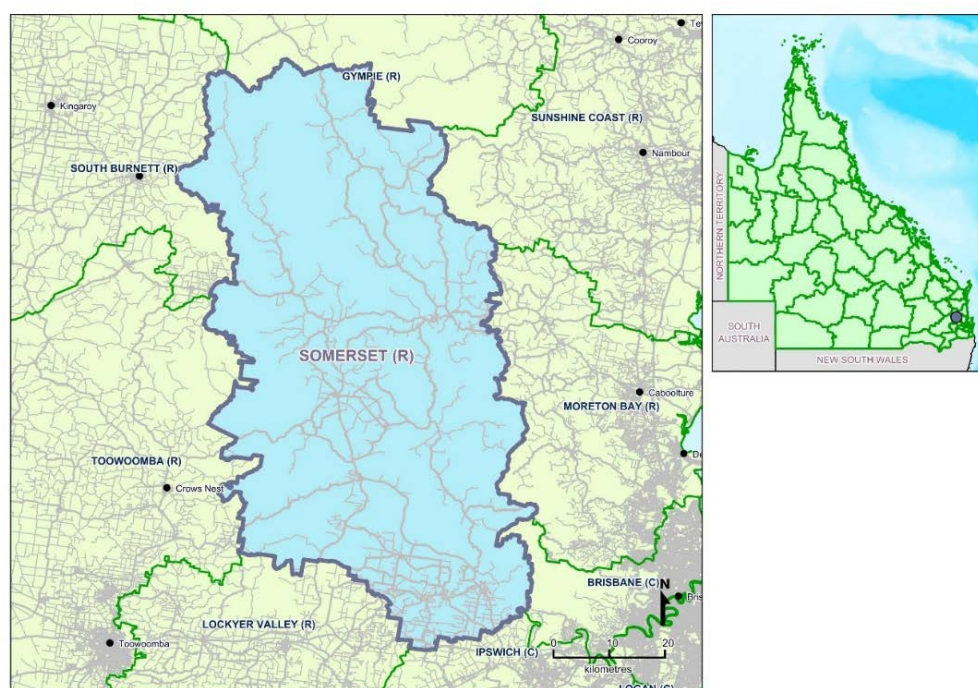 Cooroy
GYMPIE (R)
Kingaroy
SUNSHINE COAST (R)
Nambour
SOUTH BURNETT (R)
SOMERSET (R)
Caboolture
MORETON BAY (R)
TOOWOOMBA (R)
Crows Nest
BRISBANE (C)
N
LOCKYER VALLEY (R)
Toowoomba
IPSWICH (C)
0 10 20
kilometres
LOGAN (C)
NORTHERN TERRITORY
SOUTH
AUSTRALIA
NEW SOUTH WALES